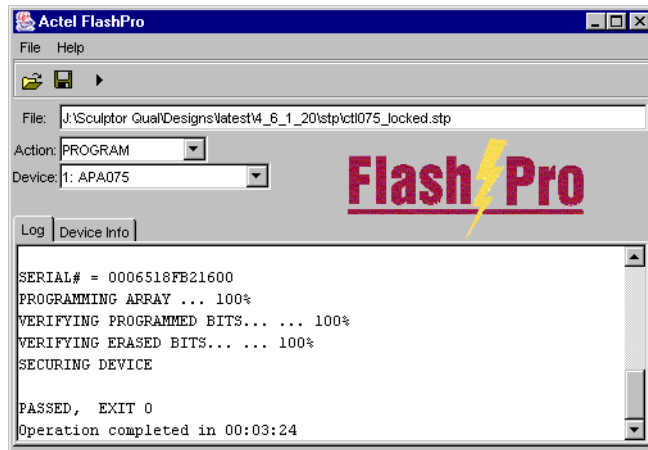 Actel FlashPro
File Help
File: J:\Sculptor Qual\Designs\latest\4_6_1_20\stp\ctl075_locked.stp
Action: PROGRAM
Device: 1: APA075
Flash Pro
Log Device Info
SERIAL# = 0006518FB21600
PROGRAMMING ARRAY ... 100%
VERIFYING PROGRAMMED BITS... ... 100%
VERIFYING ERASED BITS... ... 100%
SECURING DEVICE
PASSED, EXIT 0
Operation completed in 00:03:24